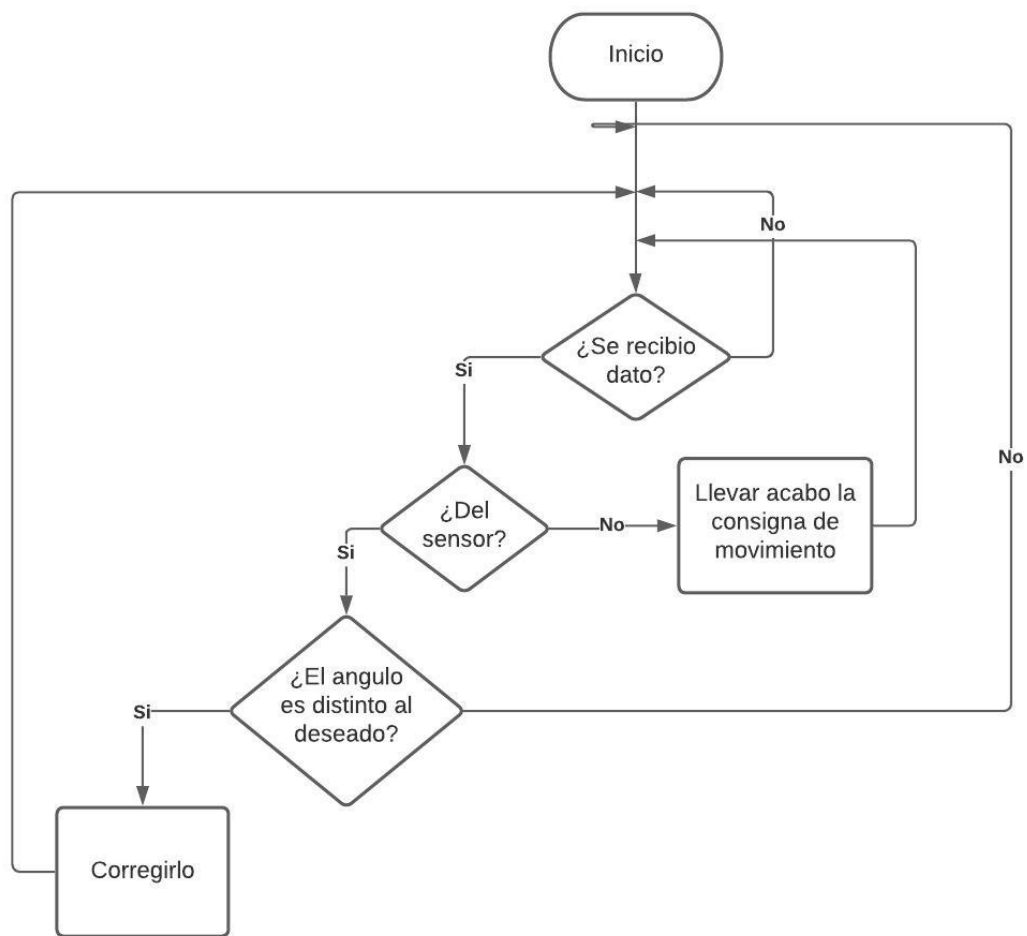 Inicio
No
¿Se recibio
dato?
Si
No
Llevar acabo la
consigna de
movimiento
¿Del
sensor?
No
Si
¿El angulo
es distinto al
deseado?
Si
Corregirlo